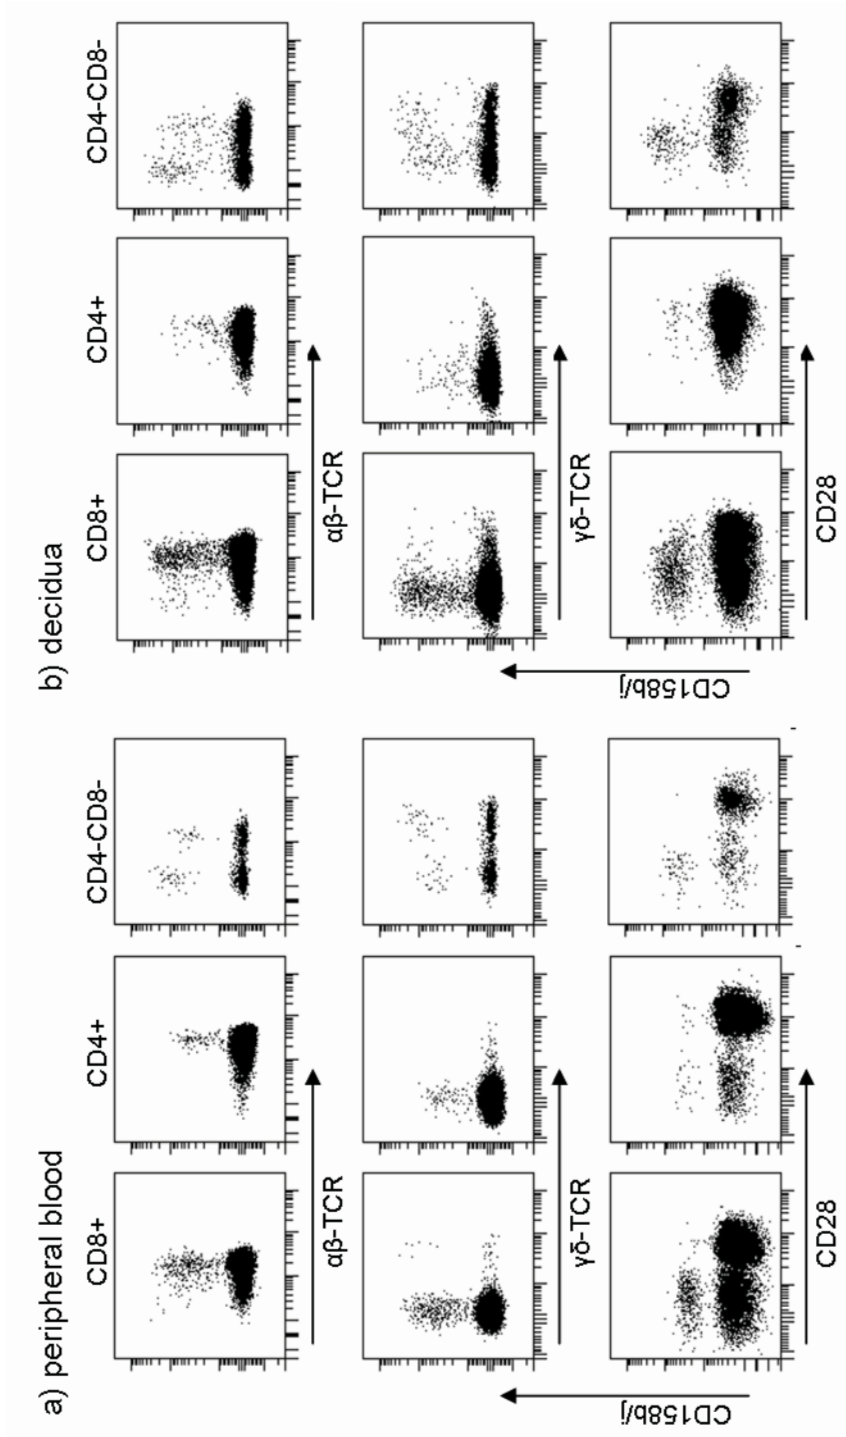 a) peripheral blood
CD8+ CD4+ CD4-CD8-
αβ-TCR
γδ-TCR
CD158b/j
CD28
b) decidua
CD8+ CD4+ CD4-CD8-
αβ-TCR
γδ-TCR
CD158b/j
CD28